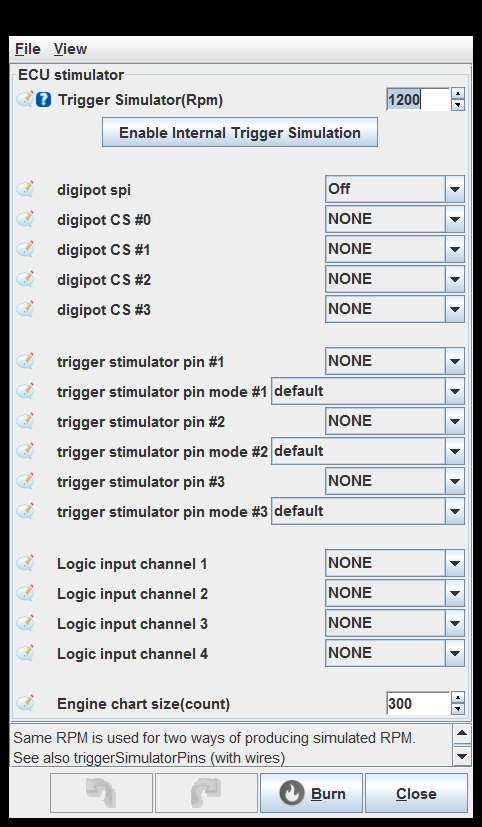 File View
ECU stimulator
Trigger Simulator(Rpm) 1200
Enable Internal Trigger Simulation
digipot spi Off
digipot CS #0 NONE
digipot CS #1 NONE
digipot CS #2 NONE
digipot CS #3 NONE
trigger stimulator pin #1 NONE
trigger stimulator pin mode #1 default
trigger stimulator pin #2 NONE
trigger stimulator pin mode #2 default
trigger stimulator pin #3 NONE
trigger stimulator pin mode #3 default
Logic input channel 1 NONE
Logic input channel 2 NONE
Logic input channel 3 NONE
Logic input channel 4 NONE
Engine chart size(count) 300
Same RPM is used for two ways of producing simulated RPM.
See also triggerSimulatorPins (with wires)
Burn Close